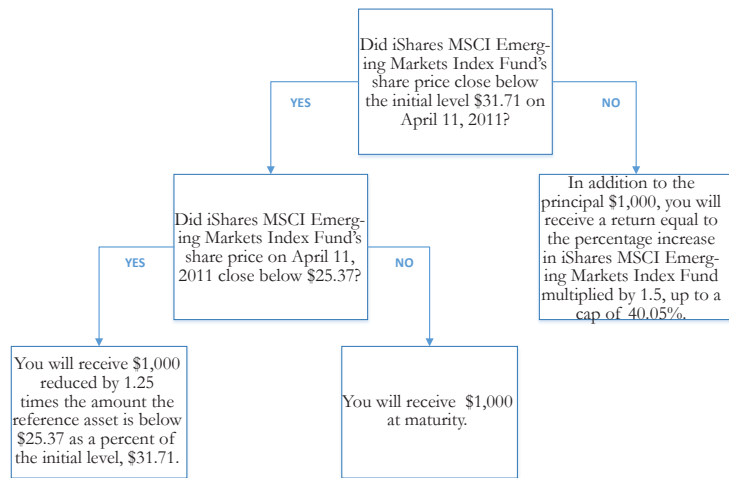 Did iShares MSCI Emerg-
ing Markets Index Fund's
share price close below
the initial level $31.71 on
April 11, 2011?
YES
NO
Did iShares MSCI Emerg-
ing Markets Index Fund's
share price on April 11,
2011 close below $25.37?
In addition to the
principal $1,000, you will
receive a return equal to
the percentage increase
in iShares MSCI Emerg-
ing Markets Index Fund
multiplied by 1.5, up to a
cap of 40.05%.
YES
NO
You will receive $1,000
reduced by 1.25
times the amount the
reference asset is below
$25.37 as a percent of
the initial level, $31.71.
You will receive $1,000
at maturity.